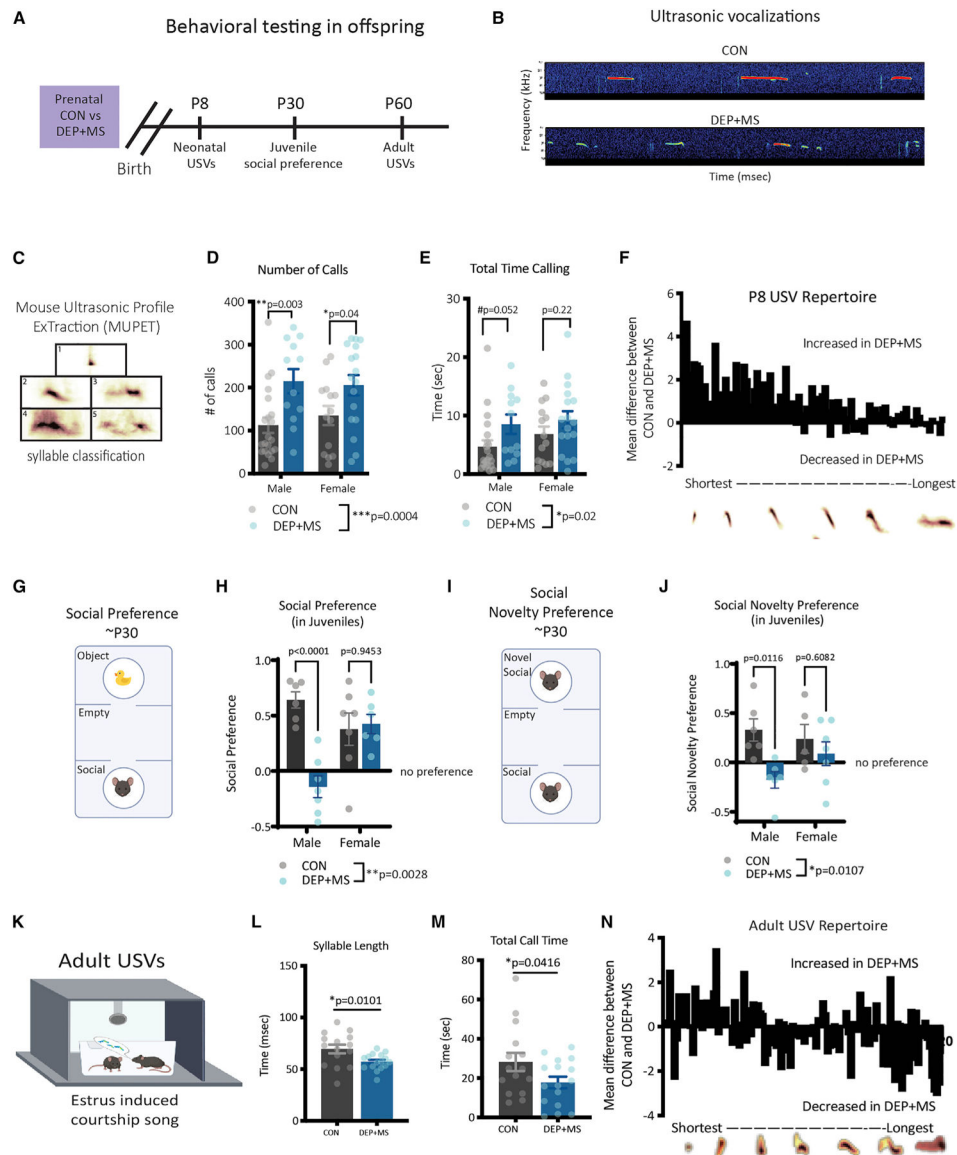 A
Behavioral testing in offspring
Prenatal
CON vs
DEP+MS
Birth
P8
P30
P60
Neonatal
USVs
Juvenile
social preference
Adult
USVs
B
Ultrasonic vocalizations
CON
DEP+MS
Frequency (kHz)
Time (msec)
C
Mouse Ultrasonic Profile
ExTraction (MUPET)
1
2
3
4
5
syllable classification
D
Number of Calls
**p=0.003
*p=0.04
# of calls
400
300
200
100
0
Male
Female
CON
DEP+MS
***p=0.0004
E
Total Time Calling
#p=0.052
p=0.22
Time (sec)
30
20
10
0
Male
Female
CON
DEP+MS
*p=0.02
F
P8 USV Repertoire
Mean difference between
CON and DEP+MS
6
4
2
0
-2
Increased in DEP+MS
Decreased in DEP+MS
Shortest
Longest
G
Social Preference
~P30
Object
Empty
Social
H
Social Preference
(in Juveniles)
p<0.0001
p=0.9453
Social Preference
1.0
0.5
0.0
-0.5
no preference
Male
Female
CON
DEP+MS
**p=0.0028
I
Social
Novelty Preference
~P30
Novel
Social
Empty
Social
J
Social Novelty Preference
(in Juveniles)
p=0.0116
p=0.6082
Social Novelty Preference
1.0
0.5
0.0
-0.5
no preference
Male
Female
CON
DEP+MS
*p=0.0107
K
Adult USVs
Estrus induced
courtship song
L
Syllable Length
*p=0.0101
Time (msec)
150
100
50
0
CON
DEP+MS
M
Total Call Time
*p=0.0416
Time (sec)
80
60
40
20
0
CON
DEP+MS
N
Adult USV Repertoire
Mean difference between
CON and DEP+MS
4
2
0
-2
-4
Increased in DEP+MS
20
Decreased in DEP+MS
Shortest
Longest